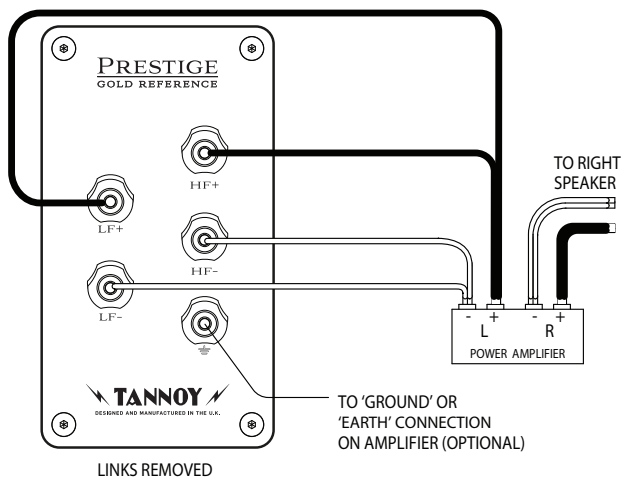 PRESTIGE
GOLD REFERENCE
HF+
LF+
HF-
LF-
TANNOY
DESIGNED AND MANUFACTURED IN THE U.K.
LINKS REMOVED
TO RIGHT
SPEAKER
- + - +
L R
POWER AMPLIFIER
TO 'GROUND' OR
'EARTH' CONNECTION
ON AMPLIFIER (OPTIONAL)